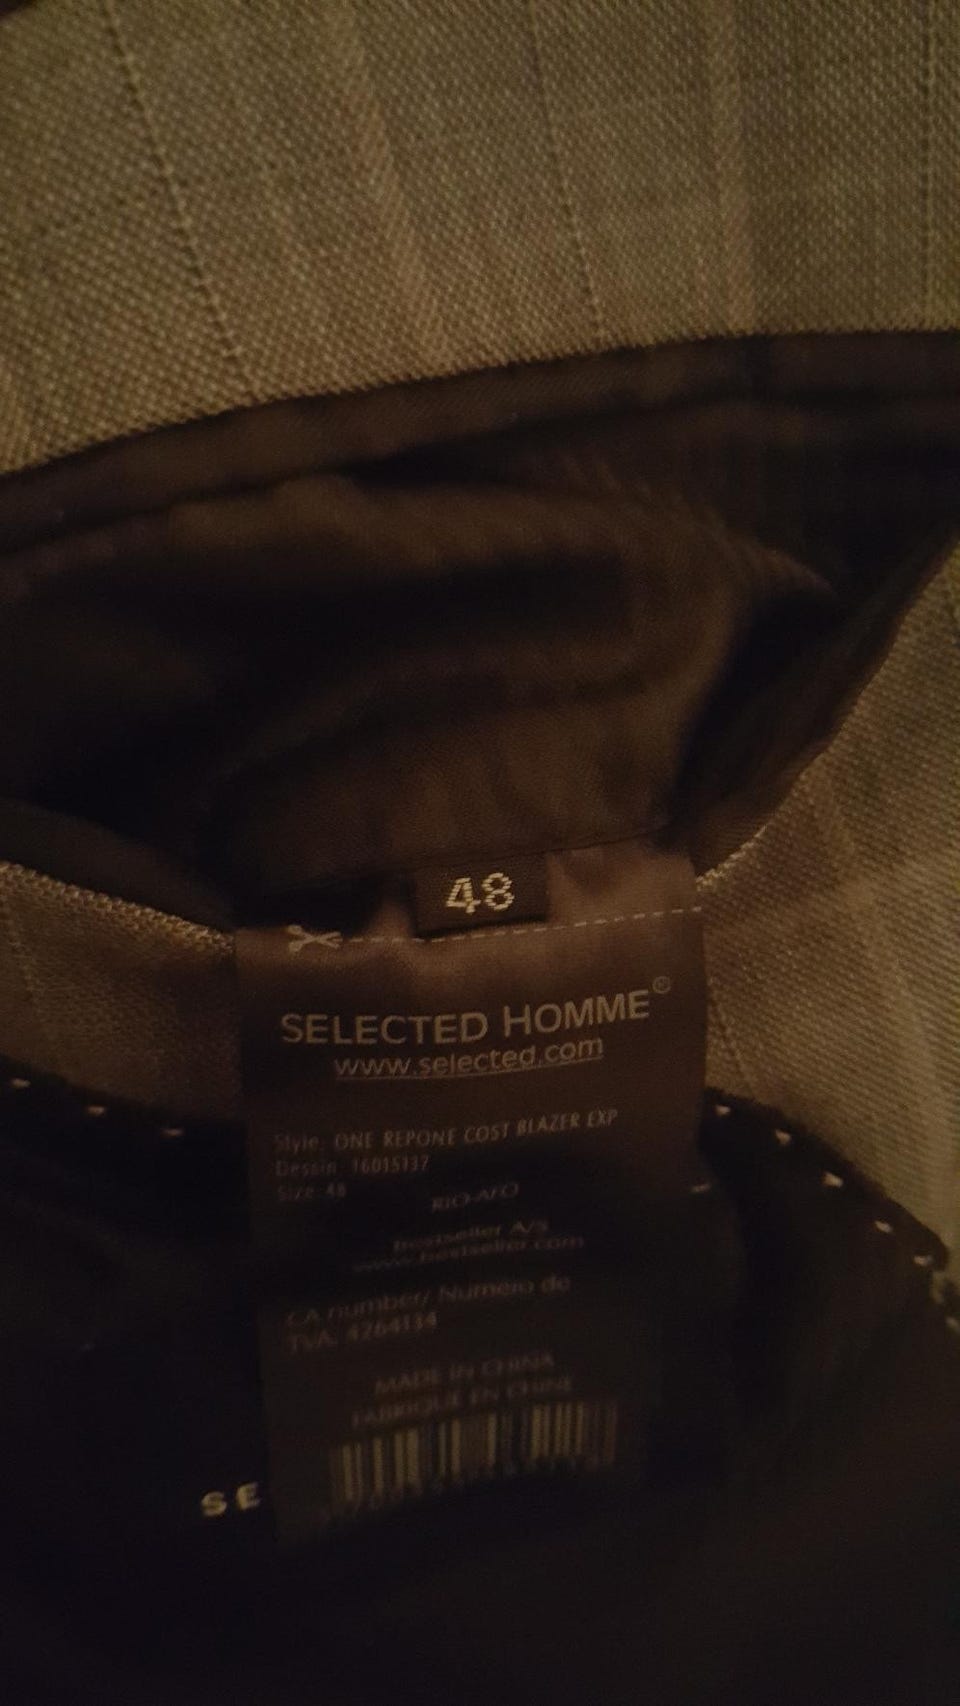 48
SELECTED HOMME®
www.selected.com
Style: ONE REPONE COST BLAZER EXP
Dessin: 16015137
Size: 48
bestseller A/S
www.bestseller.com
CA number/ Numéro de
TVA: 4264134
MADE IN CHINA
FABRIQUE EN CHINE
SE